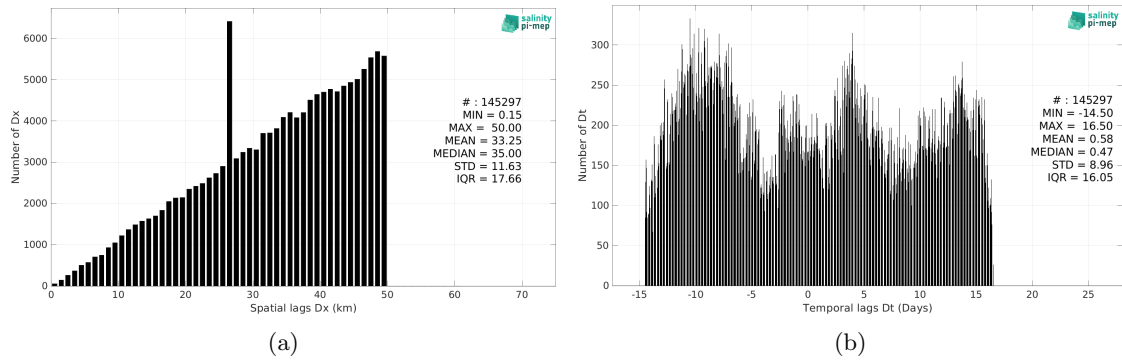 6000
5000
4000
3000
2000
1000
0
Number of Dx
0 10 20 30 40 50 60 70
Spatial lags Dx (km)
salinity
pi-mep
# : 145297
MIN = 0.15
MAX = 50.00
MEAN = 33.25
MEDIAN = 35.00
STD = 11.63
IQR = 17.66
(a)
300
250
200
150
100
50
0
Number of Dt
-15 -10 -5 0 5 10 15 20 25
Temporal lags Dt (Days)
salinity
pi-mep
# : 145297
MIN = -14.50
MAX = 16.50
MEAN = 0.58
MEDIAN = 0.47
STD = 8.96
IQR = 16.05
(b)